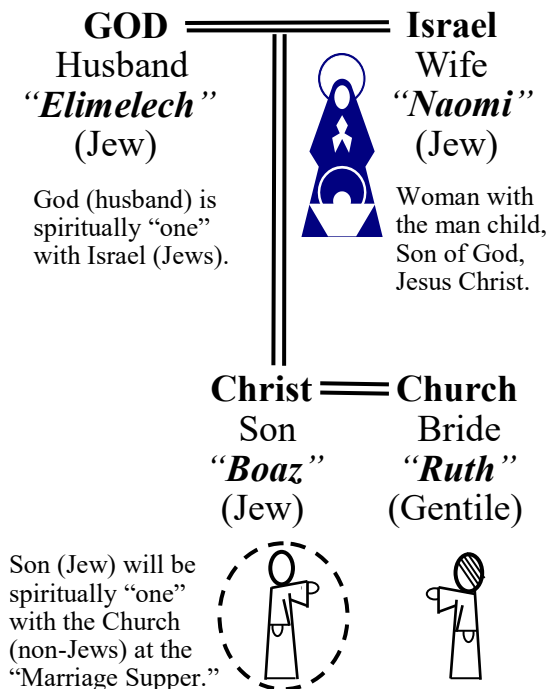 GOD
Husband
“Elimelech”
(Jew)
God (husband) is
spiritually “one”
with Israel (Jews).
Israel
Wife
“Naomi”
(Jew)
Woman with
the man child,
Son of God,
Jesus Christ.
Christ
Son
“Boaz”
(Jew)
Church
Bride
“Ruth”
(Gentile)
Son (Jew) will be
spiritually “one”
with the Church
(non-Jews) at the
“Marriage Supper.”